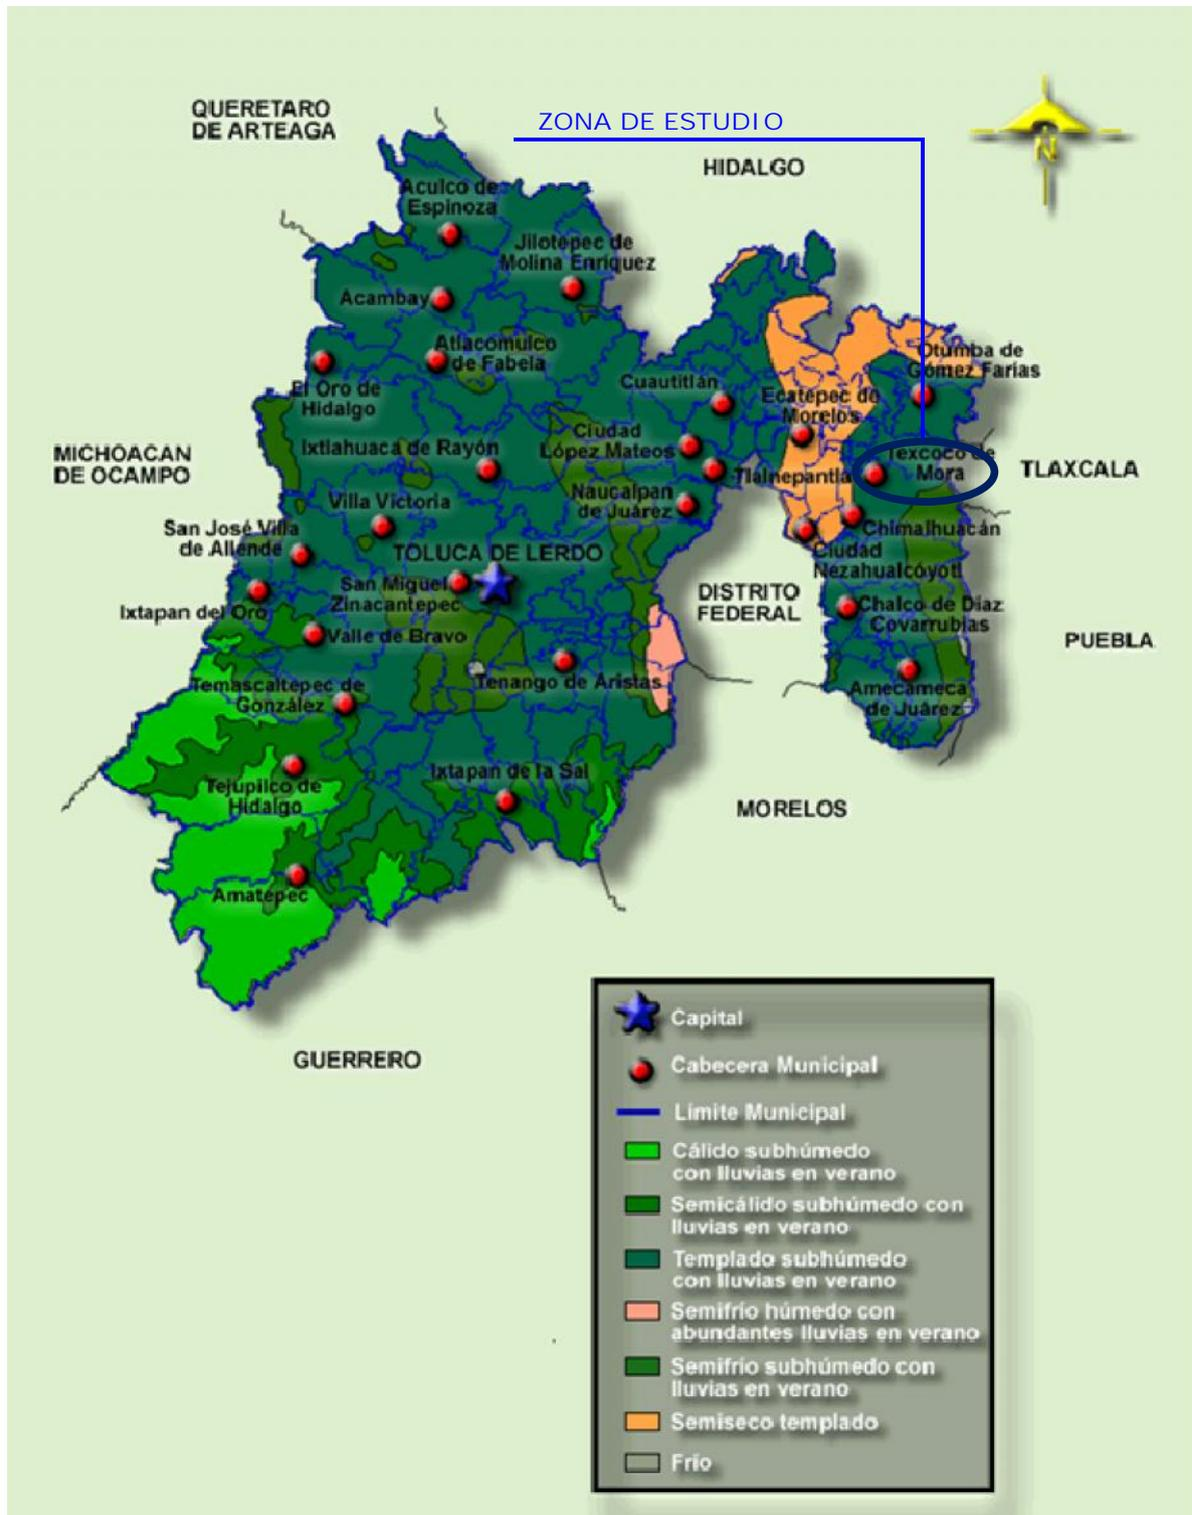 QUERETARO
DE ARTEAGA
ZONA DE ESTUDIO
HIDALGO
N
Aculco de
Espinoza
Jilotepec de
Molina Enríquez
Acambay
Atlacomulco
de Fabela
Otumba de
Gómez Farías
El Oro de
Hidalgo
Cuautitlán
Ecatepec de
Morelos
MICHOACAN
DE OCAMPO
Ixtlahuaca de Rayón
Ciudad
López Mateos
Tlalnepantla
Texcoco de
Mora
TLAXCALA
Villa Victoria
Naucalpan
de Juárez
San José Villa
de Allende
TOLUCA DE LERDO
Chimalhuacán
Ciudad
Nezahualcóyotl
San Miguel
Zinacantepec
DISTRITO
FEDERAL
Ixtapan del Oro
Chalco de Díaz
Covarrubias
Valle de Bravo
PUEBLA
Temascaltepec de
González
Tenango de Aristas
Amecameca
de Juárez
Tejupilco de
Hidalgo
Ixtapan de la Sal
MORELOS
Amatepec
GUERRERO
Capital
Cabecera Municipal
Límite Municipal
Cálido subhúmedo
con lluvias en verano
Semicálido subhúmedo con
lluvias en verano
Templado subhúmedo
con lluvias en verano
Semifrío húmedo con
abundantes lluvias en verano
Semifrío subhúmedo con
lluvias en verano
Semiseco templado
Frío